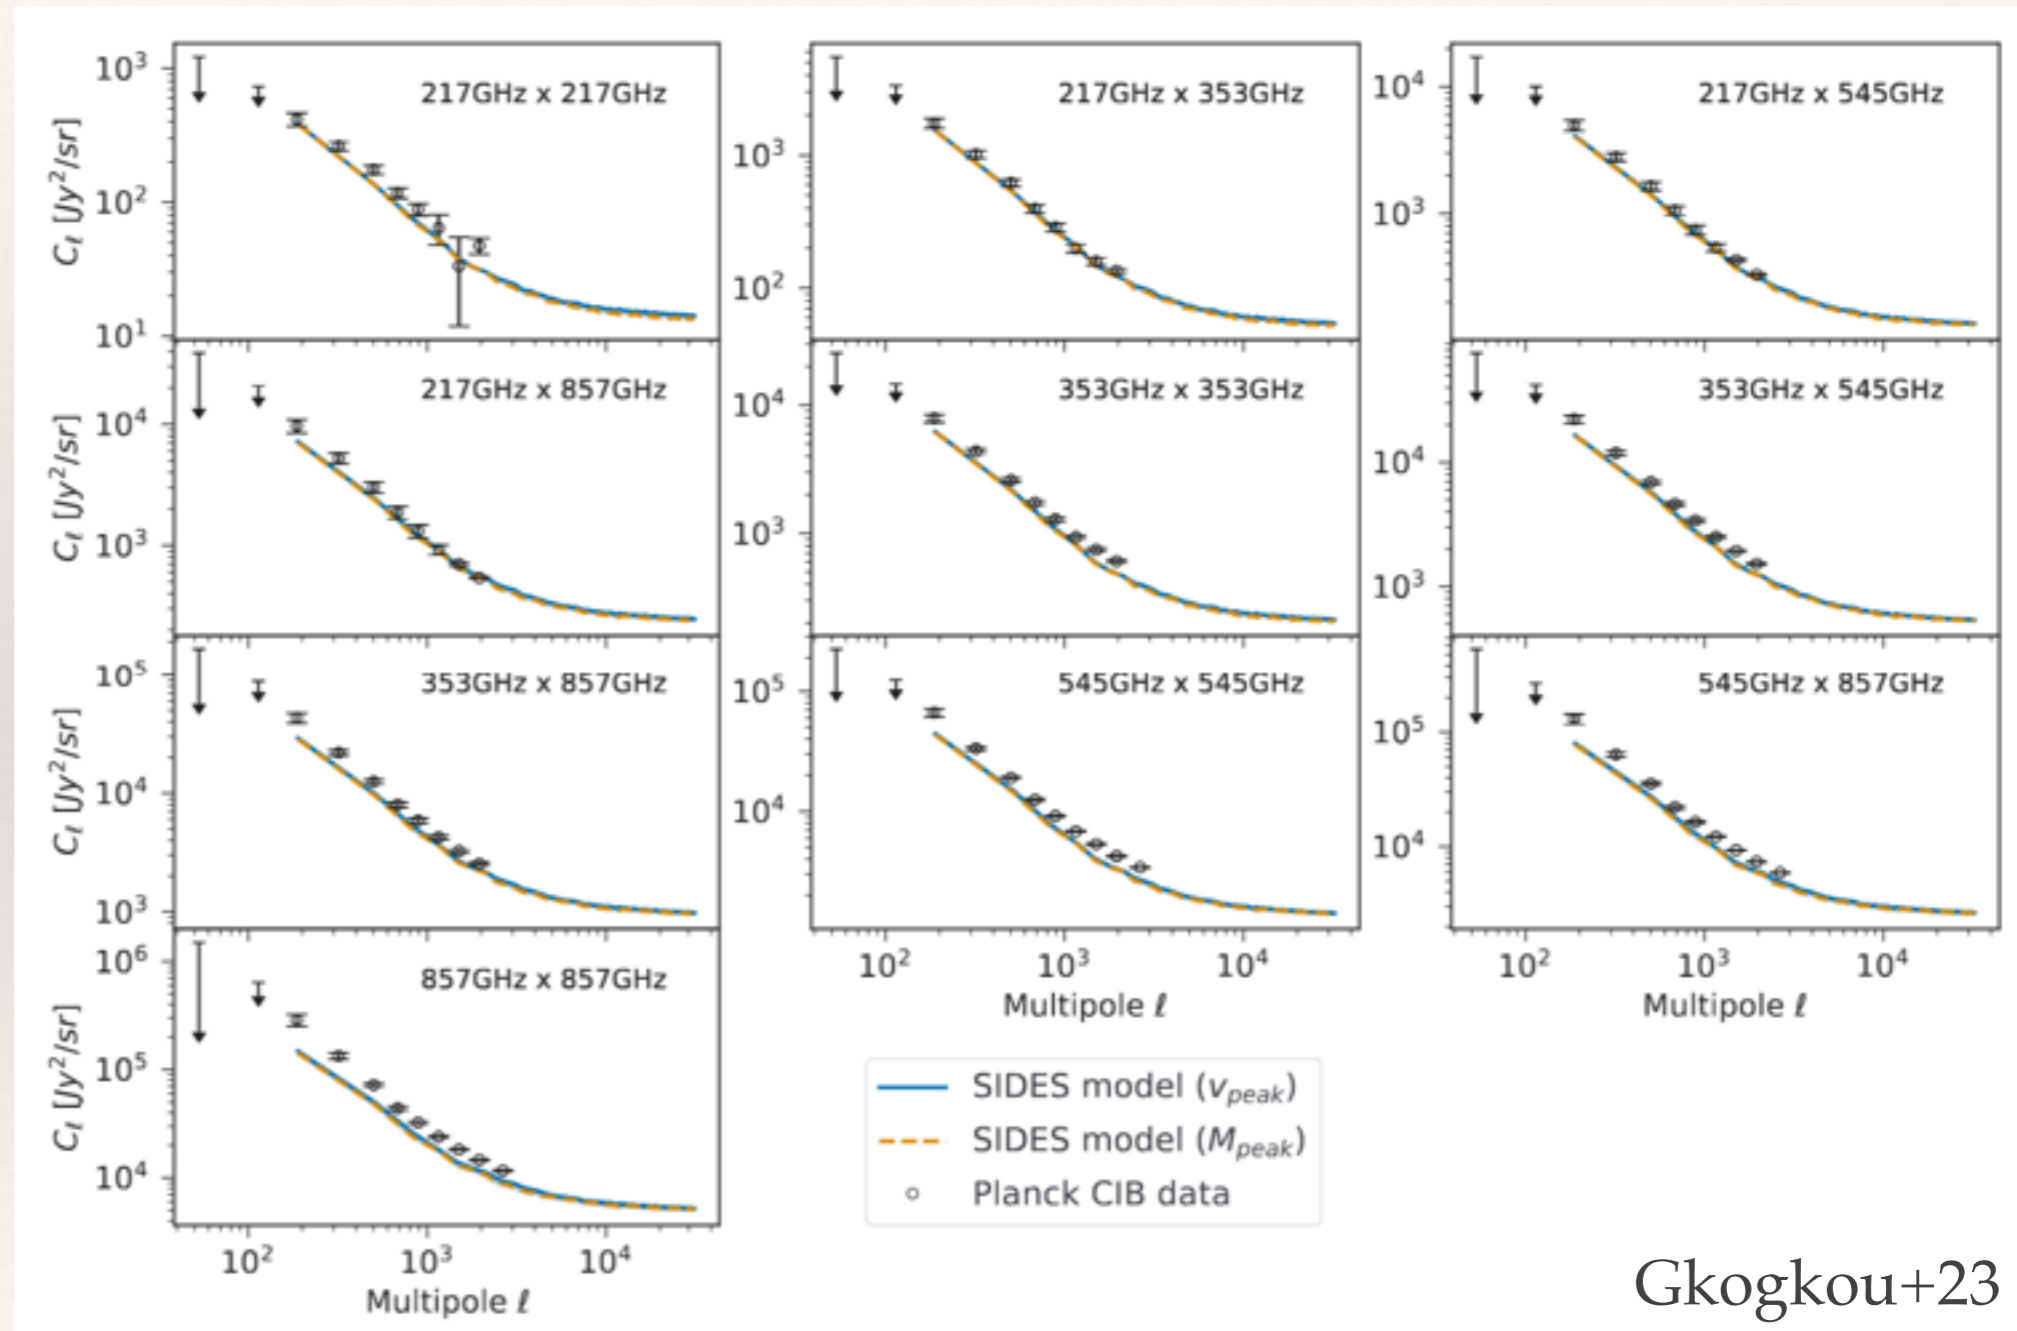 217GHz x 217GHz
217GHz x 353GHz
217GHz x 545GHz
10³
10²
10¹
C_ℓ [Jy²/sr]
10³
10²
10⁴
10³
217GHz x 857GHz
353GHz x 353GHz
353GHz x 545GHz
10⁴
10³
C_ℓ [Jy²/sr]
10⁴
10³
10⁴
10³
353GHz x 857GHz
545GHz x 545GHz
545GHz x 857GHz
10⁵
10⁴
10³
C_ℓ [Jy²/sr]
10⁵
10⁴
10⁵
10⁴
10² 10³ 10⁴
Multipole ℓ
10² 10³ 10⁴
Multipole ℓ
857GHz x 857GHz
10⁶
10⁵
10⁴
C_ℓ [Jy²/sr]
10² 10³ 10⁴
Multipole ℓ
SIDES model (v_peak)
SIDES model (M_peak)
Planck CIB data
Gkogkou+23